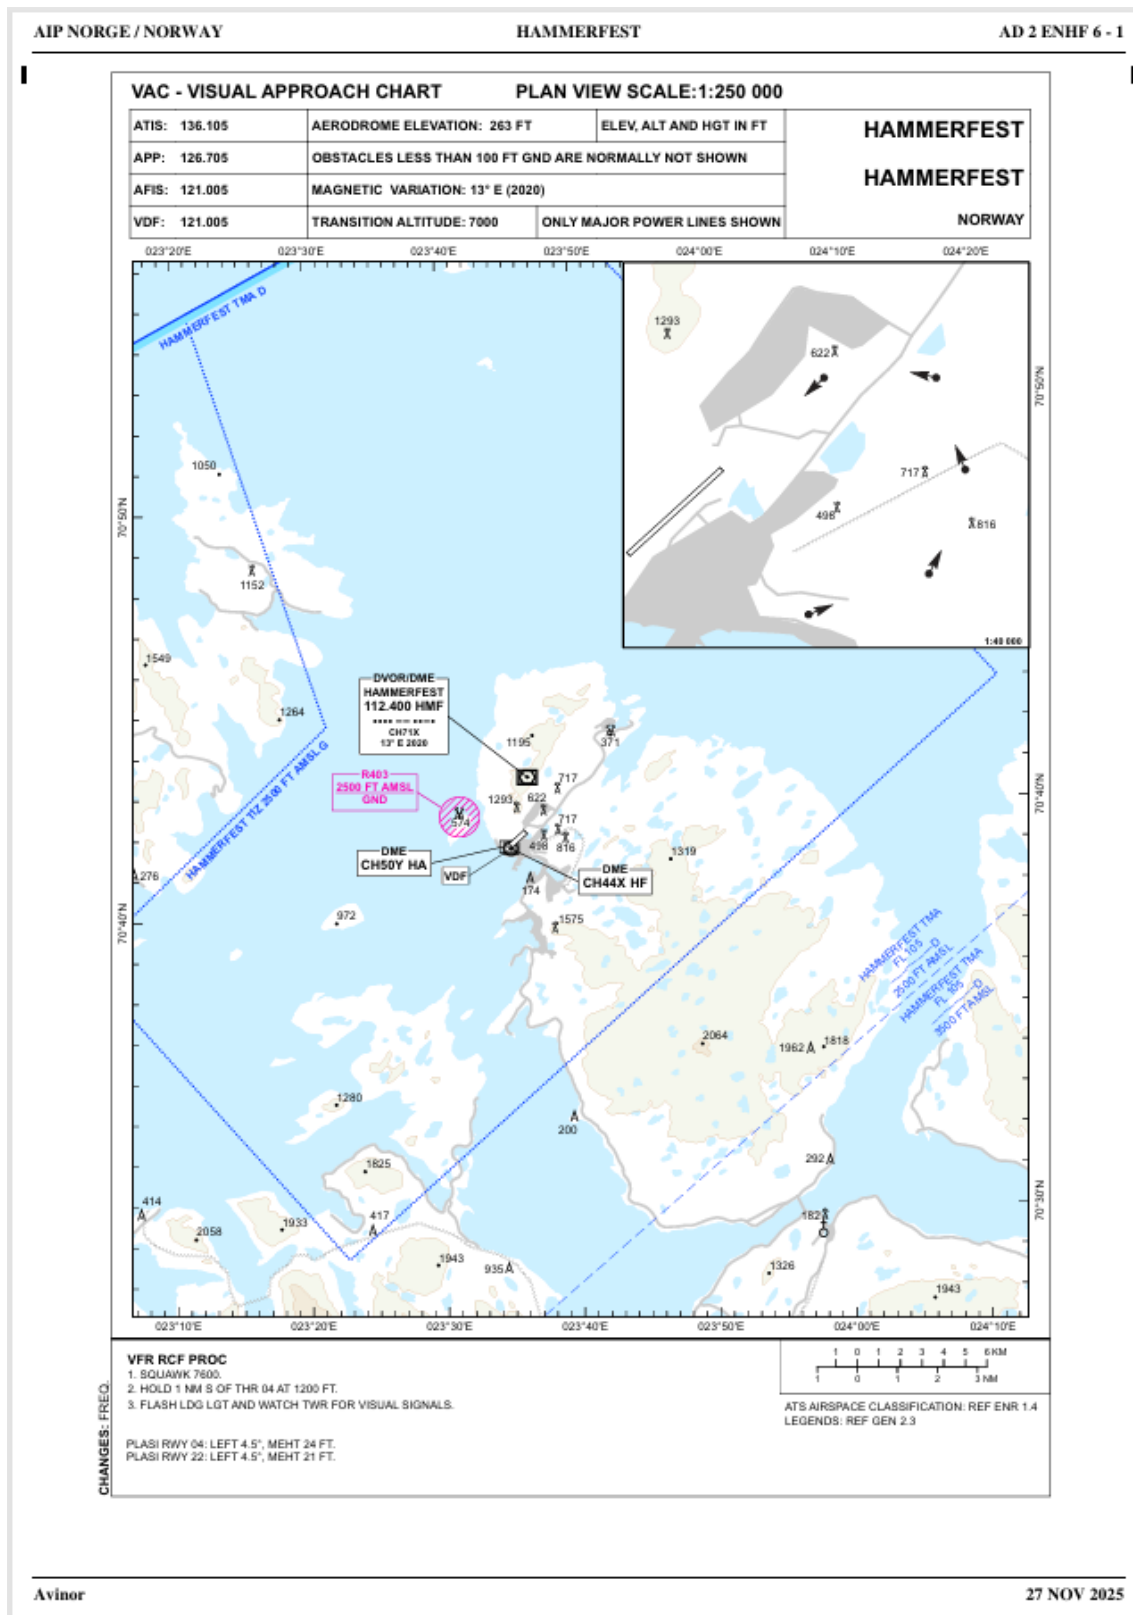 AIP NORGE / NORWAY
HAMMERFEST
AD 2 ENHF 6 - 1
VAC - VISUAL APPROACH CHART
PLAN VIEW SCALE:1:250 000
ATIS: 136.105
AERODROME ELEVATION: 263 FT
ELEV, ALT AND HGT IN FT
APP: 126.705
OBSTACLES LESS THAN 100 FT GND ARE NORMALLY NOT SHOWN
AFIS: 121.005
MAGNETIC VARIATION: 13° E (2020)
VDF: 121.005
TRANSITION ALTITUDE: 7000
ONLY MAJOR POWER LINES SHOWN
HAMMERFEST
HAMMERFEST
NORWAY
023°20'E
023°30'E
023°40'E
023°50'E
024°00'E
024°10'E
024°20'E
HAMMERFEST TMA D
1293
622
717
498
816
1:40 000
70°50'N
70°50'N
1050
1152
1549
1264
DVOR/DME
HAMMERFEST
112.400 HMF
CH71X
13° E 2020
1195
371
R403
2500 FT AMSL
GND
574
1293
622
717
717
498
816
HAMMERFEST TIZ 2500 FT AMSL G
70°40'N
DME
CH50Y HA
VDF
DME
CH44X HF
174
1319
276
972
1575
70°40'N
HAMMERFEST TMA
FL 105 D
2500 FT AMSL
HAMMERFEST TMA
FL 105 D
3500 FT AMSL
2064
1962
1818
1280
200
292
1825
414
417
2058
1933
1943
935
182
1326
1943
70°30'N
023°10'E
023°20'E
023°30'E
023°40'E
023°50'E
024°00'E
024°10'E
VFR RCF PROC
1. SQUAWK 7600.
2. HOLD 1 NM S OF THR 04 AT 1200 FT.
3. FLASH LDG LGT AND WATCH TWR FOR VISUAL SIGNALS.
PLASI RWY 04: LEFT 4.5°, MEHT 24 FT.
PLASI RWY 22: LEFT 4.5°, MEHT 21 FT.
1 0 1 2 3 4 5 6 KM
1 0 1 2 3 NM
ATS AIRSPACE CLASSIFICATION: REF ENR 1.4
LEGENDS: REF GEN 2.3
CHANGES: FREQ.
Avinor
27 NOV 2025